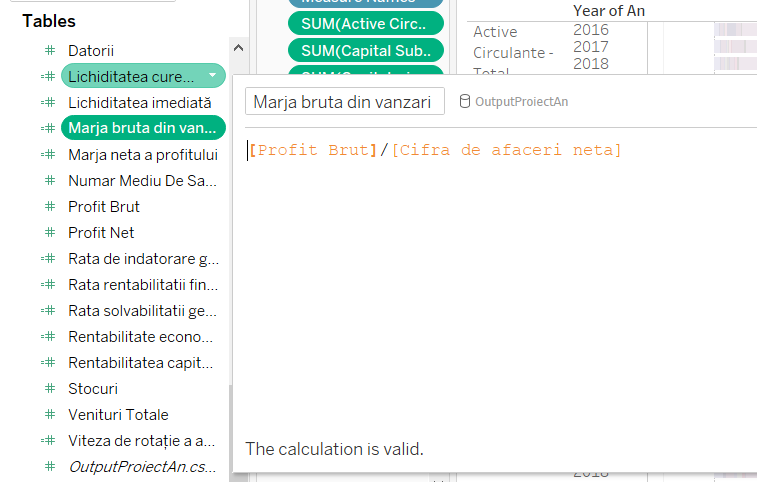 Tables
Datorii
Lichiditatea cure...
Lichiditatea imediată
Marja bruta din van...
Marja neta a profitului
Numar Mediu De Sa...
Profit Brut
Profit Net
Rata de indatorare g...
Rata rentabilitatii fin...
Rata solvabilitatii ge...
Rentabilitate econo...
Rentabilitatea capit...
Stocuri
Venituri Totale
Viteza de rotație a a...
OutputProiectAn.cs...
SUM(Active Circ..
SUM(Capital Sub..
Year of An
Active
Circulante -
Total
2016
2017
2018
Marja bruta din vanzari
OutputProiectAn
[Profit Brut]/[Cifra de afaceri neta]
The calculation is valid.
2018